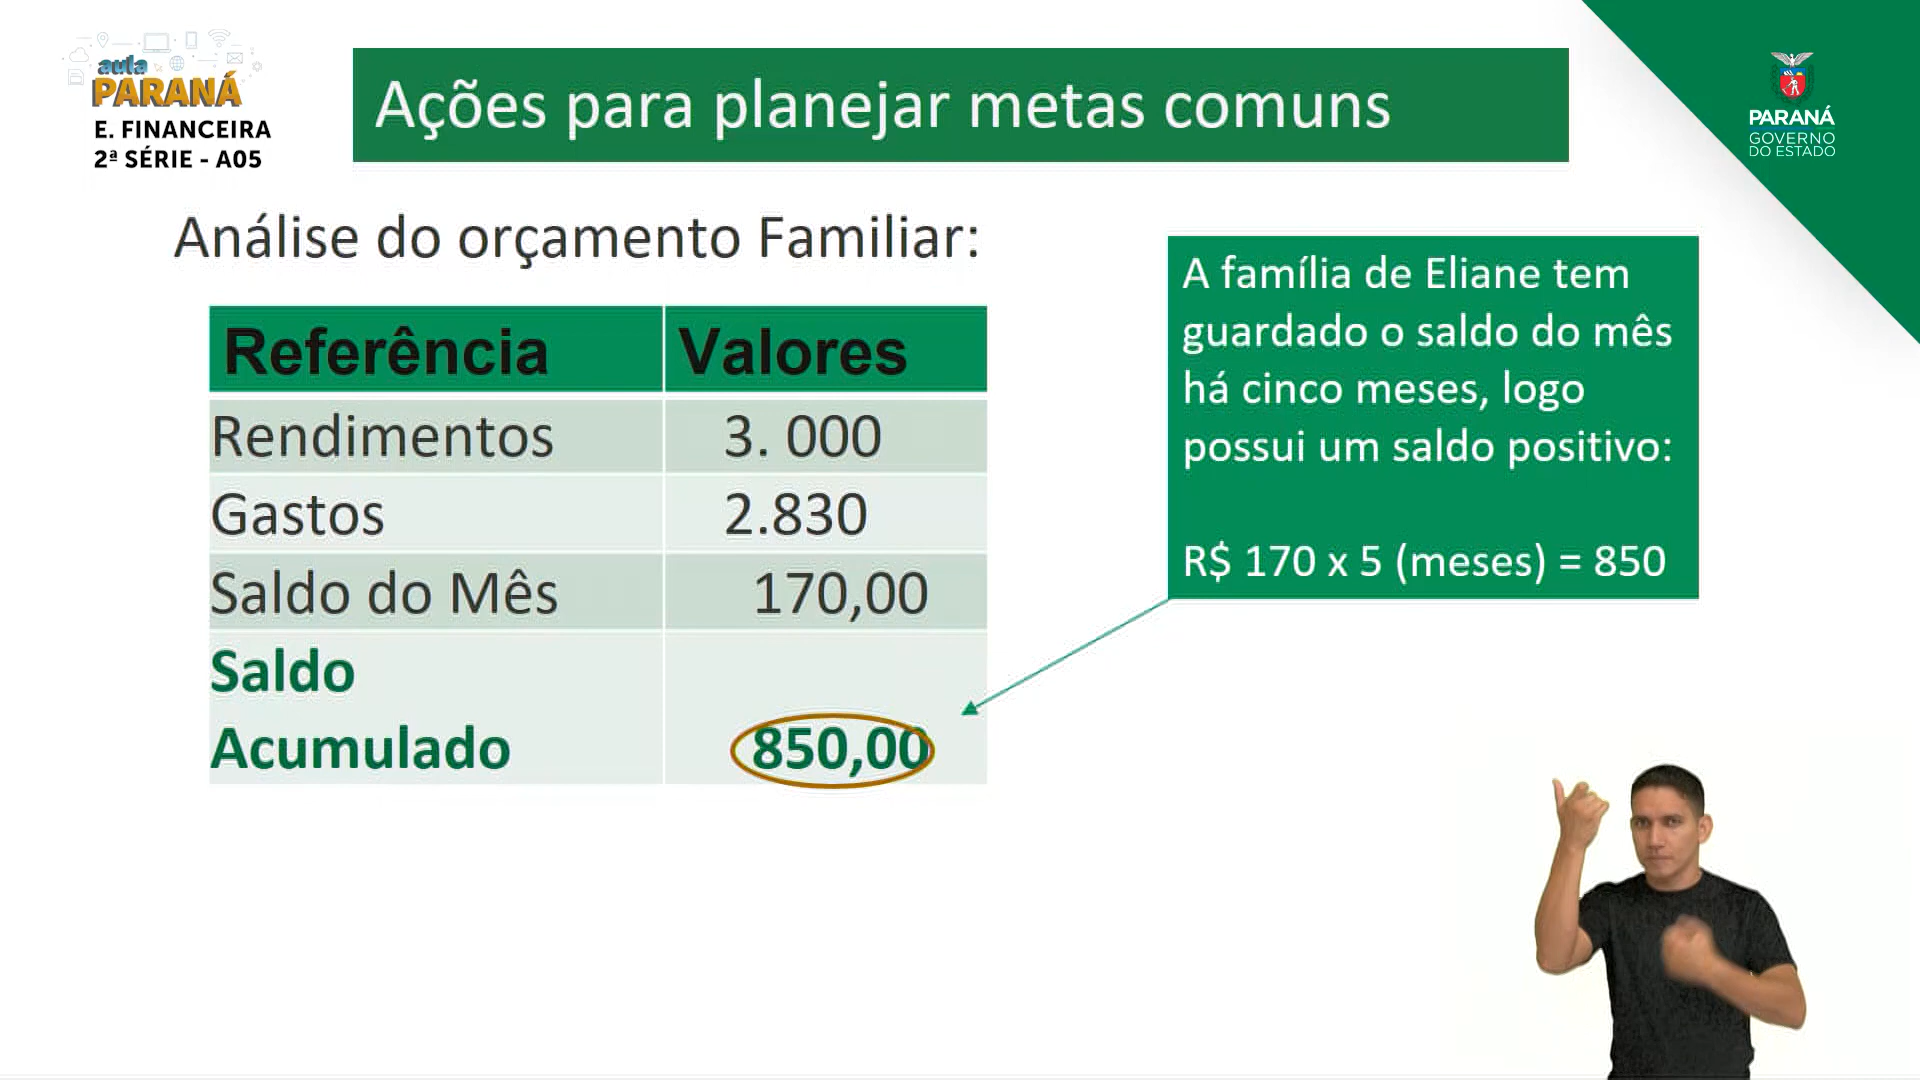 aula
PARANÁ
E. FINANCEIRA
2ª SÉRIE - A05
Ações para planejar metas comuns
PARANÁ
GOVERNO
DO ESTADO
Análise do orçamento Familiar:
Referência Valores
Rendimentos 3. 000
Gastos 2.830
Saldo do Mês 170,00
Saldo
Acumulado 850,00
A família de Eliane tem
guardado o saldo do mês
há cinco meses, logo
possui um saldo positivo:
R$ 170 x 5 (meses) = 850